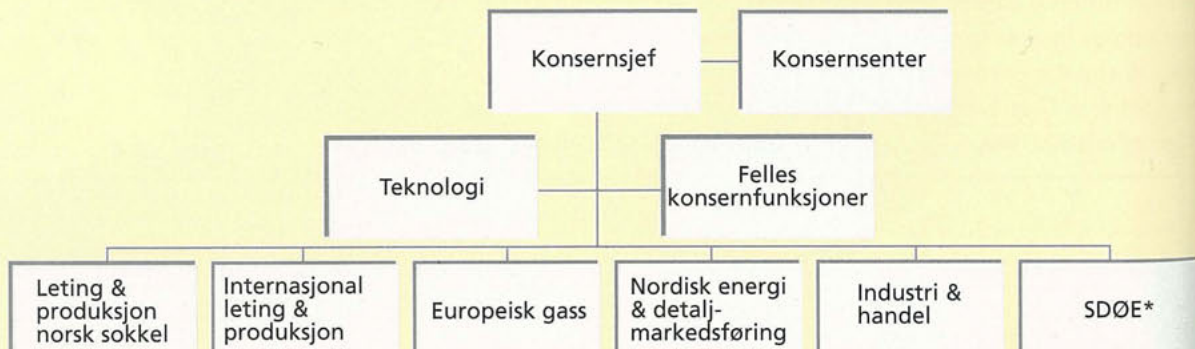 Konsernsjef
Konsernsenter
Teknologi
Felles
konsernfunksjoner
Leting &
produksjon
norsk sokkel
Internasjonal
leting &
produksjon
Europeisk gass
Nordisk energi
& detalj-
markedsføring
Industri &
handel
SDØE*